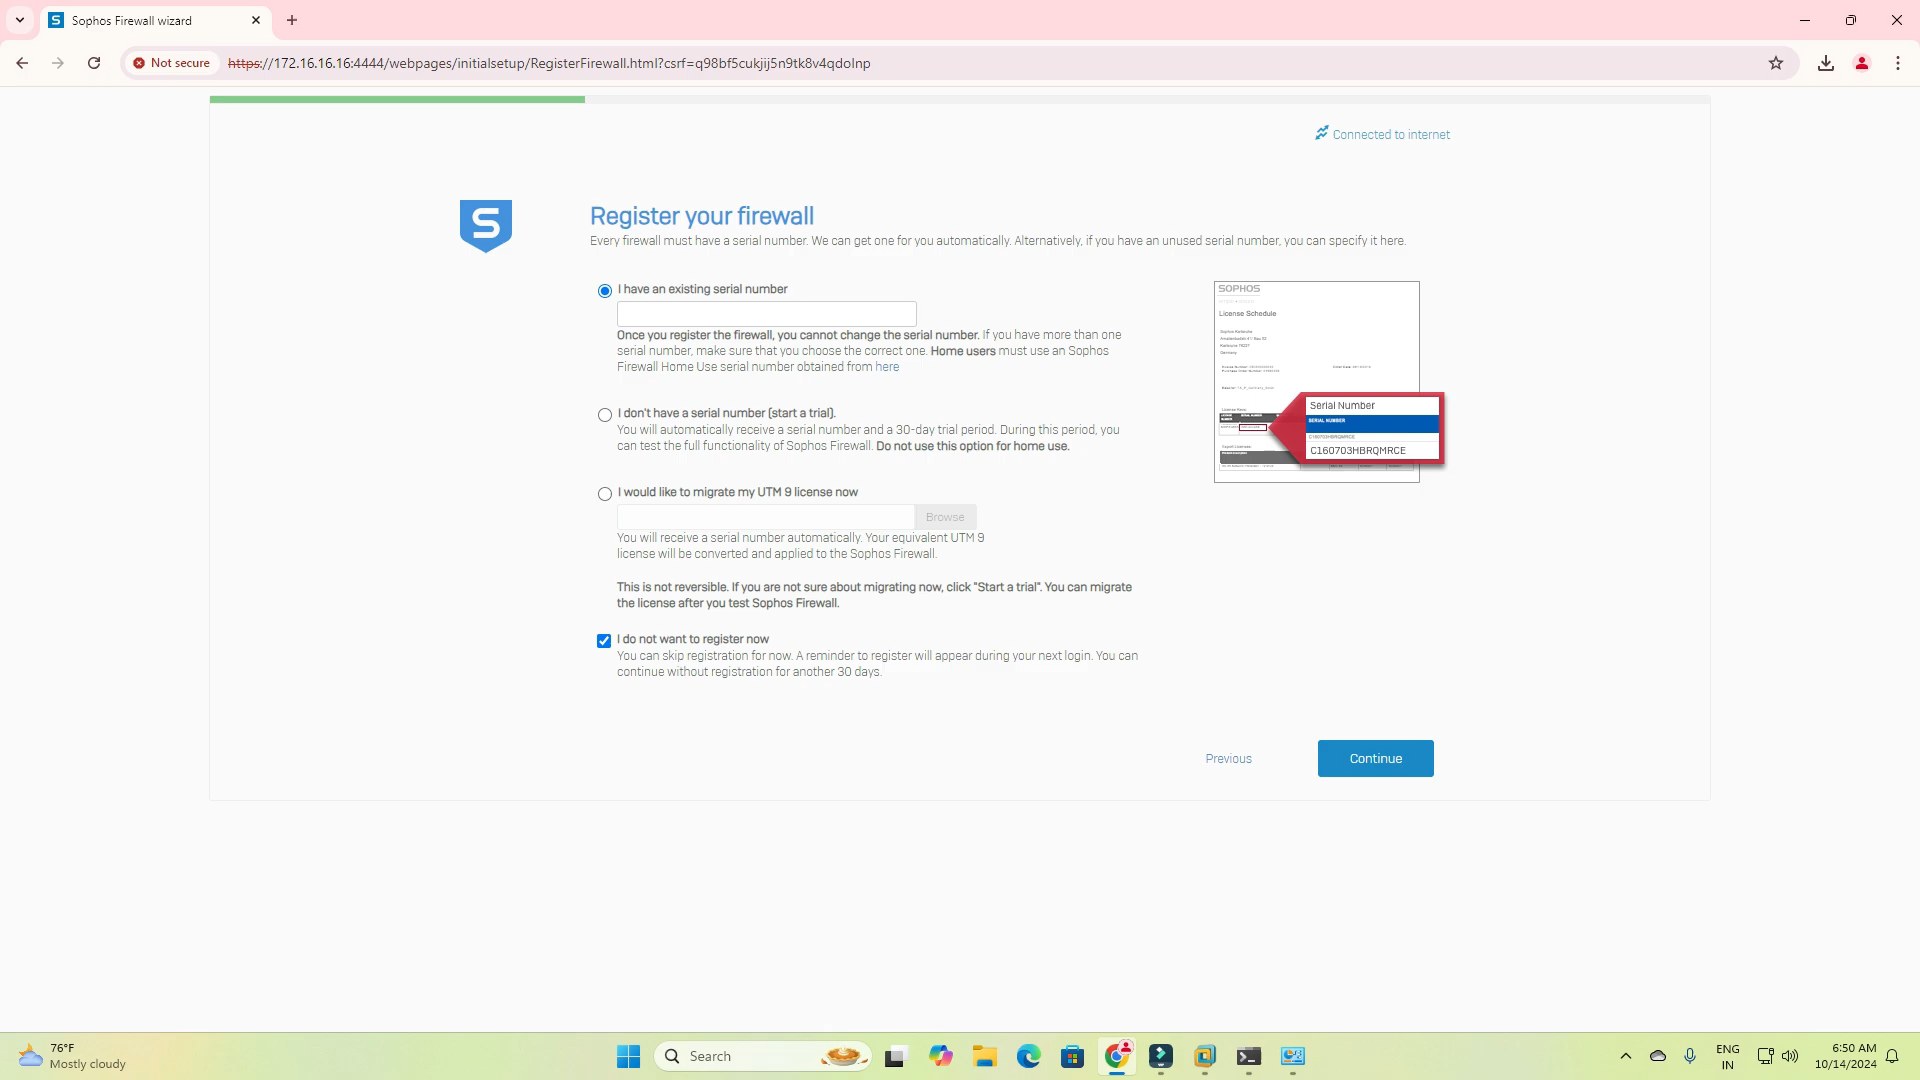 Sophos Firewall wizard
Not secure
https://172.16.16.16:4444/webpages/initialsetup/RegisterFirewall.html?csrf=q98bf5cukjij5n9tk8v4qdolnp
Connected to internet
S
Register your firewall
Every firewall must have a serial number. We can get one for you automatically. Alternatively, if you have an unused serial number, you can specify it here.
I have an existing serial number
Once you register the firewall, you cannot change the serial number. If you have more than one
serial number, make sure that you choose the correct one. Home users must use an Sophos
Firewall Home Use serial number obtained from here
I don't have a serial number (start a trial).
You will automatically receive a serial number and a 30-day trial period. During this period, you
can test the full functionality of Sophos Firewall. Do not use this option for home use.
I would like to migrate my UTM 9 license now
Browse
You will receive a serial number automatically. Your equivalent UTM 9
license will be converted and applied to the Sophos Firewall.
This is not reversible. If you are not sure about migrating now, click "Start a trial". You can migrate
the license after you test Sophos Firewall.
I do not want to register now
You can skip registration for now. A reminder to register will appear during your next login. You can
continue without registration for another 30 days.
SOPHOS
License Schedule
Serial Number
SERIAL NUMBER
C160703HBRQMRCE
C160703HBRQMRCE
Previous
Continue
76°F
Mostly cloudy
Search
ENG
IN
6:50 AM
10/14/2024